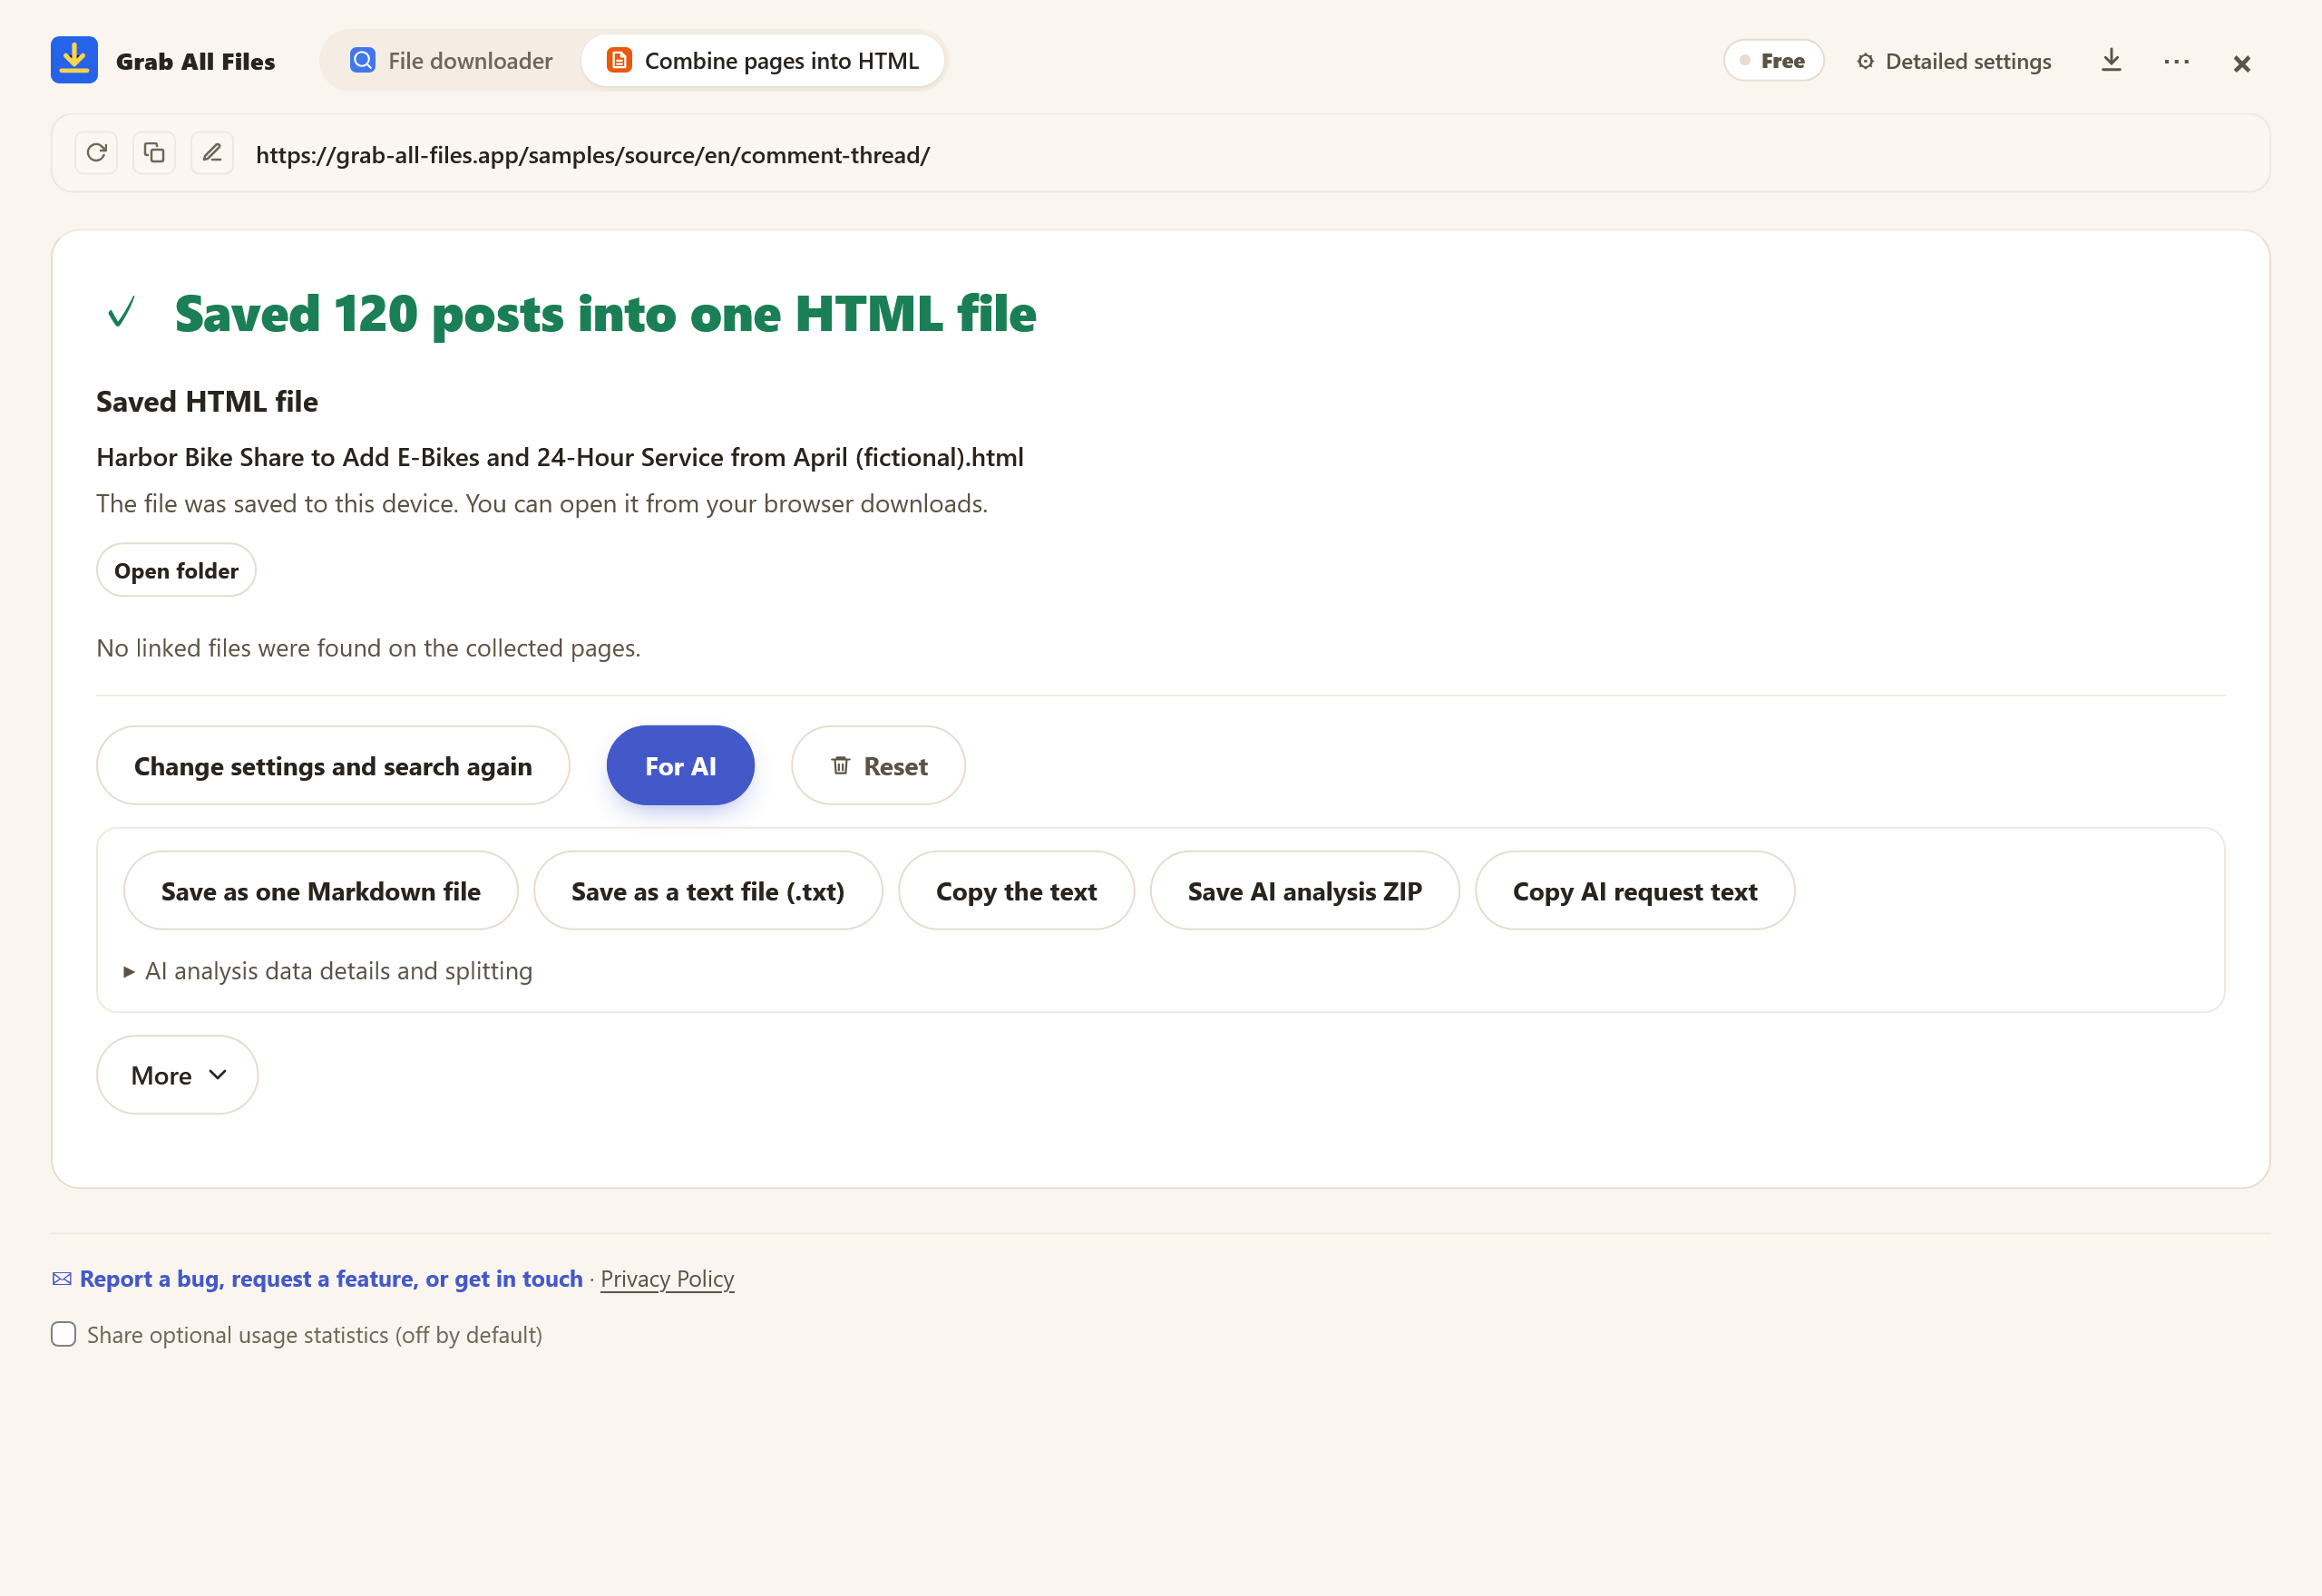 Grab All Files
File downloader
Combine pages into HTML
Free
Detailed settings
https://grab-all-files.app/samples/source/en/comment-thread/
Saved 120 posts into one HTML file
Saved HTML file
Harbor Bike Share to Add E-Bikes and 24-Hour Service from April (fictional).html
The file was saved to this device. You can open it from your browser downloads.
Open folder
No linked files were found on the collected pages.
Change settings and search again
For AI
Reset
Save as one Markdown file
Save as a text file (.txt)
Copy the text
Save AI analysis ZIP
Copy AI request text
AI analysis data details and splitting
More
Report a bug, request a feature, or get in touch · Privacy Policy
Share optional usage statistics (off by default)